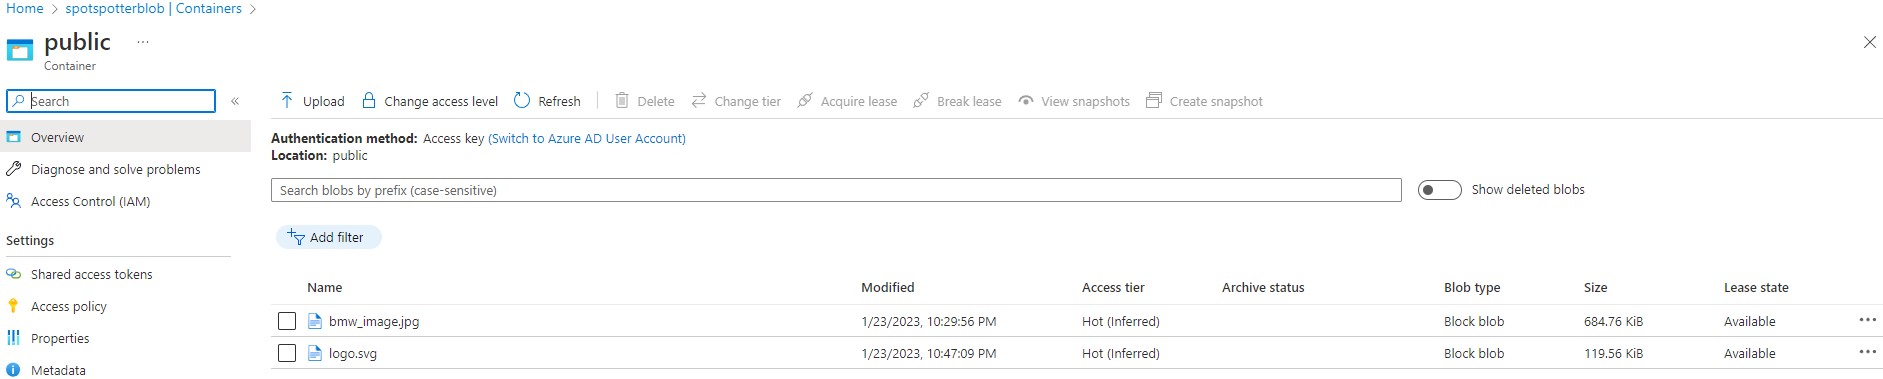 Home > spotspotterblob | Containers >
public ...
Container
Search «
Overview
Diagnose and solve problems
Access Control (IAM)
Settings
Shared access tokens
Access policy
Properties
Metadata
Upload Change access level Refresh Delete Change tier Acquire lease Break lease View snapshots Create snapshot
Authentication method: Access key (Switch to Azure AD User Account)
Location: public
Search blobs by prefix (case-sensitive) Show deleted blobs
Add filter
Name Modified Access tier Archive status Blob type Size Lease state
bmw_image.jpg 1/23/2023, 10:29:56 PM Hot (Inferred) Block blob 684.76 KiB Available ...
logo.svg 1/23/2023, 10:47:09 PM Hot (Inferred) Block blob 119.56 KiB Available ...